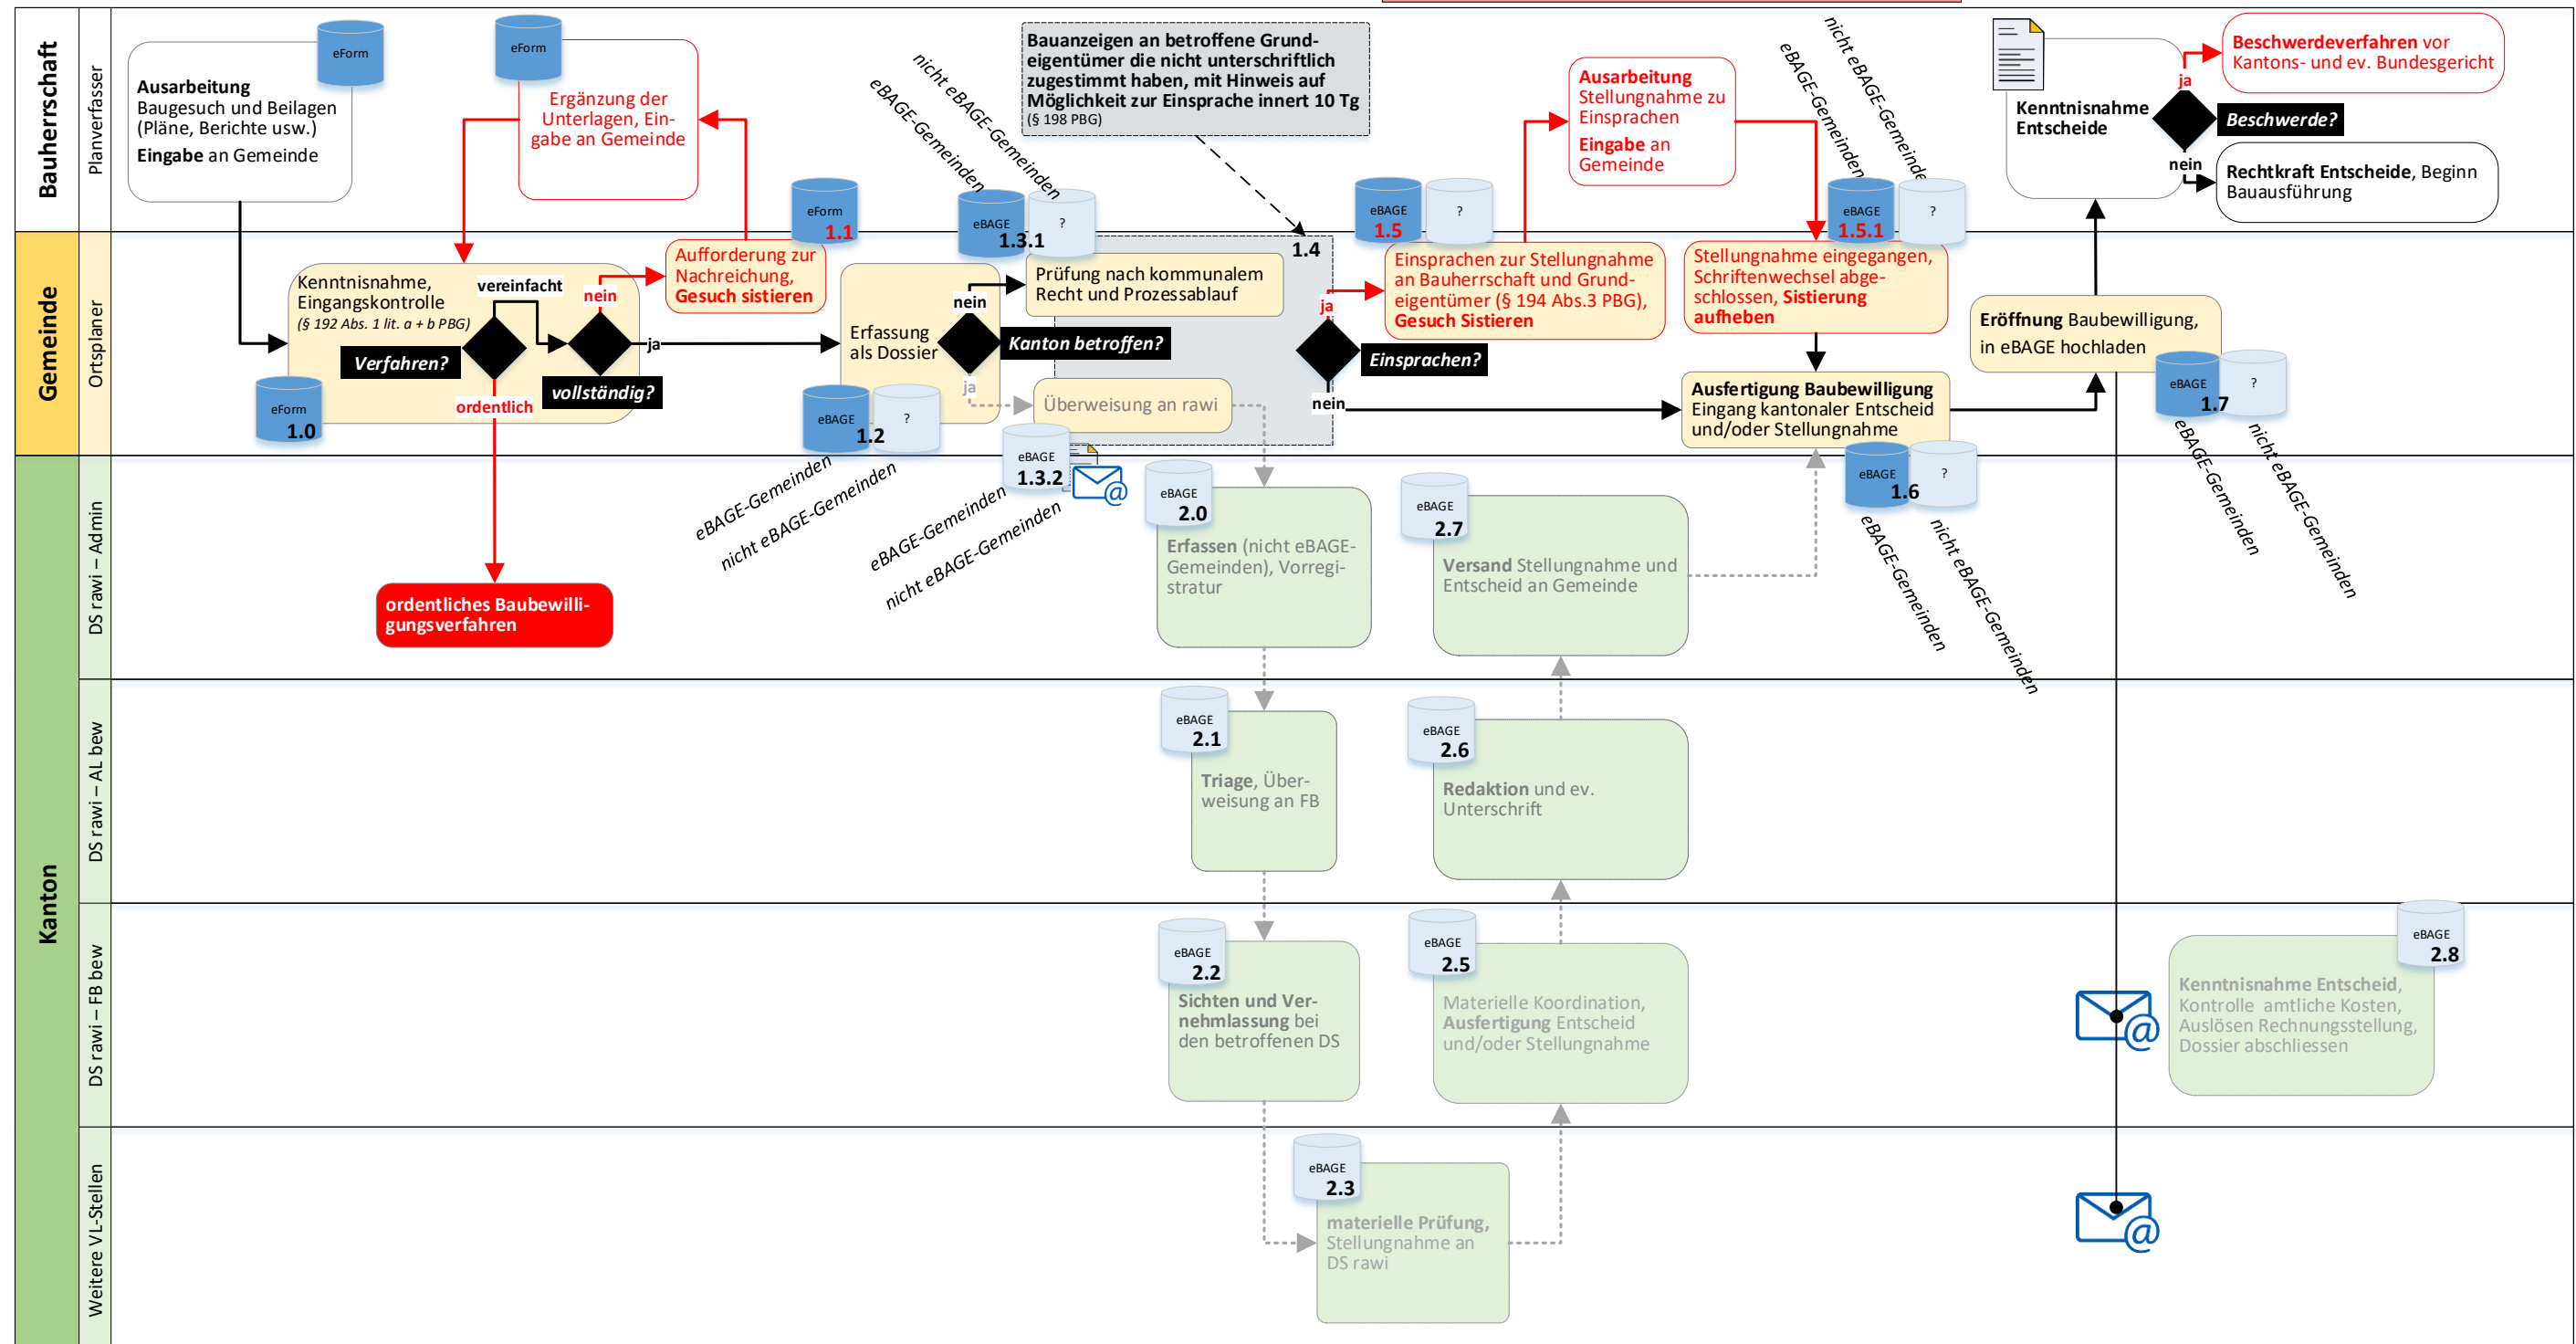 Bauherrschaft
Planverfasser
eForm
Ausarbeitung
Baugesuch und Beilagen
(Pläne, Berichte usw.)
Eingabe an Gemeinde
eForm
Ergänzung der
Unterlagen, Ein-
gabe an Gemeinde
eForm
1.1
eBAGE-Gemeinden
nicht eBAGE-Gemeinden
eBAGE
1.3.1
?
Bauanzeigen an betroffene Grund-
eigentümer die nicht unterschriftlich
zugestimmt haben, mit Hinweis auf
Möglichkeit zur Einsprache innert 10 Tg
(§ 198 PBG)
eBAGE
1.5
?
Ausarbeitung
Stellungnahme zu
Einsprachen
Eingabe an
Gemeinde
eBAGE-Gemeinden
nicht eBAGE-Gemeinden
eBAGE
1.5.1
?
Kenntnisnahme
Entscheide
ja
Beschwerde?
nein
Beschwerdeverfahren vor
Kantons- und ev. Bundesgericht
Rechtkraft Entscheide, Beginn
Bauausführung
Gemeinde
Ortsplaner
Kenntnisnahme,
Eingangskontrolle
(§ 192 Abs. 1 lit. a + b PBG)
Verfahren?
vereinfacht
ordentlich
nein
vollständig?
ja
eForm
1.0
Aufforderung zur
Nachreichung,
Gesuch sistieren
Erfassung
als Dossier
nein
Kanton betroffen?
ja
eBAGE
1.2
?
eBAGE-Gemeinden
nicht eBAGE-Gemeinden
Prüfung nach kommunalem
Recht und Prozessablauf
1.4
Überweisung an rawi
eBAGE
1.3.2
eBAGE-Gemeinden
nicht eBAGE-Gemeinden
ja
Einsprachen?
nein
Einsprachen zur Stellungnahme
an Bauherrschaft und Grund-
eigentümer (§ 194 Abs.3 PBG),
Gesuch Sistieren
Stellungnahme eingegangen,
Schriftenwechsel abge-
schlossen, Sistierung
aufheben
Ausfertigung Baubewilligung
Eingang kantonaler Entscheid
und/oder Stellungnahme
eBAGE
1.6
?
eBAGE-Gemeinden
nicht eBAGE-Gemeinden
Eröffnung Baubewilligung,
in eBAGE hochladen
eBAGE
1.7
?
eBAGE-Gemeinden
nicht eBAGE-Gemeinden
Kanton
DS rawi – Admin
ordentliches Baubewilli-
gungsverfahren
eBAGE
2.0
Erfassen (nicht eBAGE-
Gemeinden), Vorregi-
stratur
eBAGE
2.7
Versand Stellungnahme und
Entscheid an Gemeinde
DS rawi – AL bew
eBAGE
2.1
Triage, Über-
weisung an FB
eBAGE
2.6
Redaktion und ev.
Unterschrift
DS rawi – FB bew
eBAGE
2.2
Sichten und Ver-
nehmlassung bei
den betroffenen DS
eBAGE
2.5
Materielle Koordination,
Ausfertigung Entscheid
und/oder Stellungnahme
eBAGE
2.8
Kenntnisnahme Entscheid,
Kontrolle amtliche Kosten,
Auslösen Rechnungsstellung,
Dossier abschliessen
Weitere VL-Stellen
eBAGE
2.3
materielle Prüfung,
Stellungnahme an
DS rawi